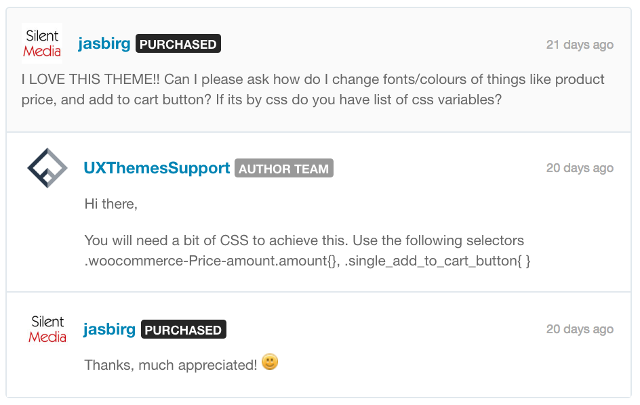 Silent
Media
jasbirg PURCHASED
21 days ago
I LOVE THIS THEME!! Can I please ask how do I change fonts/colours of things like product
price, and add to cart button? If its by css do you have list of css variables?
UXThemesSupport AUTHOR TEAM
20 days ago
Hi there,
You will need a bit of CSS to achieve this. Use the following selectors
.woocommerce-Price-amount.amount{}, .single_add_to_cart_button{ }
Silent
Media
jasbirg PURCHASED
20 days ago
Thanks, much appreciated! 🙂